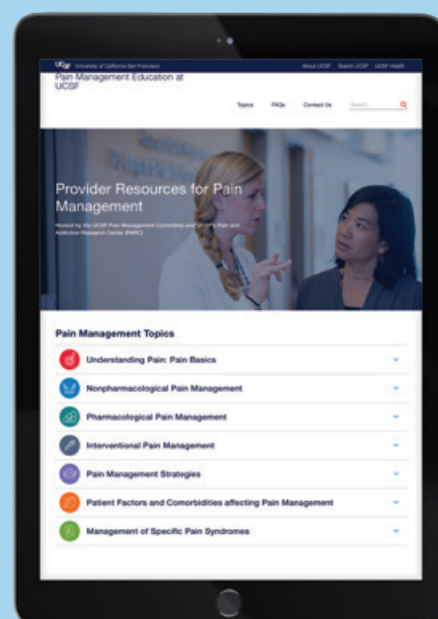 UCSF University of California San Francisco
About UCSF Search UCSF UCSF Health
Pain Management Education at
UCSF
Topics FAQs Contact Us Search...
Provider Resources for Pain
Management
Hosted by the UCSF Pain Management Committee and UCSF's Pain and
Addiction Research Center (PARC)
Pain Management Topics
Understanding Pain: Pain Basics
Nonpharmacological Pain Management
Pharmacological Pain Management
Interventional Pain Management
Pain Management Strategies
Patient Factors and Comorbidities affecting Pain Management
Management of Specific Pain Syndromes